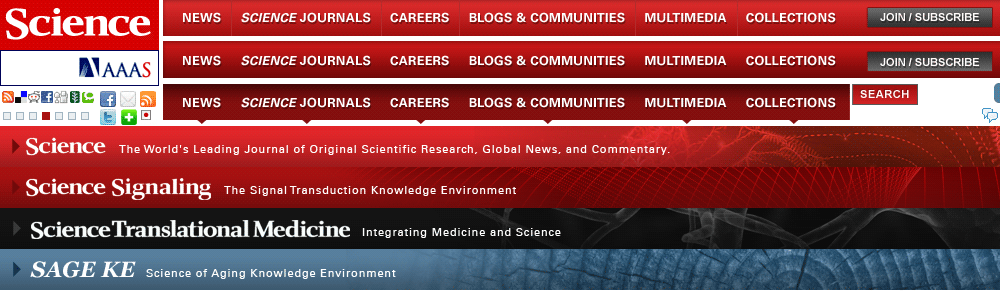 Science
AAAS
NEWS SCIENCE JOURNALS CAREERS BLOGS & COMMUNITIES MULTIMEDIA COLLECTIONS JOIN / SUBSCRIBE
NEWS SCIENCE JOURNALS CAREERS BLOGS & COMMUNITIES MULTIMEDIA COLLECTIONS JOIN / SUBSCRIBE
NEWS SCIENCE JOURNALS CAREERS BLOGS & COMMUNITIES MULTIMEDIA COLLECTIONS SEARCH
Science The World's Leading Journal of Original Scientific Research, Global News, and Commentary.
Science Signaling The Signal Transduction Knowledge Environment
Science Translational Medicine Integrating Medicine and Science
SAGE KE Science of Aging Knowledge Environment